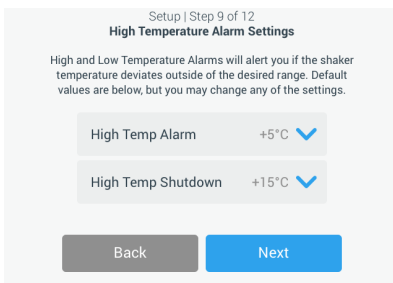 Setup | Step 9 of 12
High Temperature Alarm Settings
High and Low Temperature Alarms will alert you if the shaker
temperature deviates outside of the desired range. Default
values are below, but you may change any of the settings.
High Temp Alarm +5°C
High Temp Shutdown +15°C
Back Next